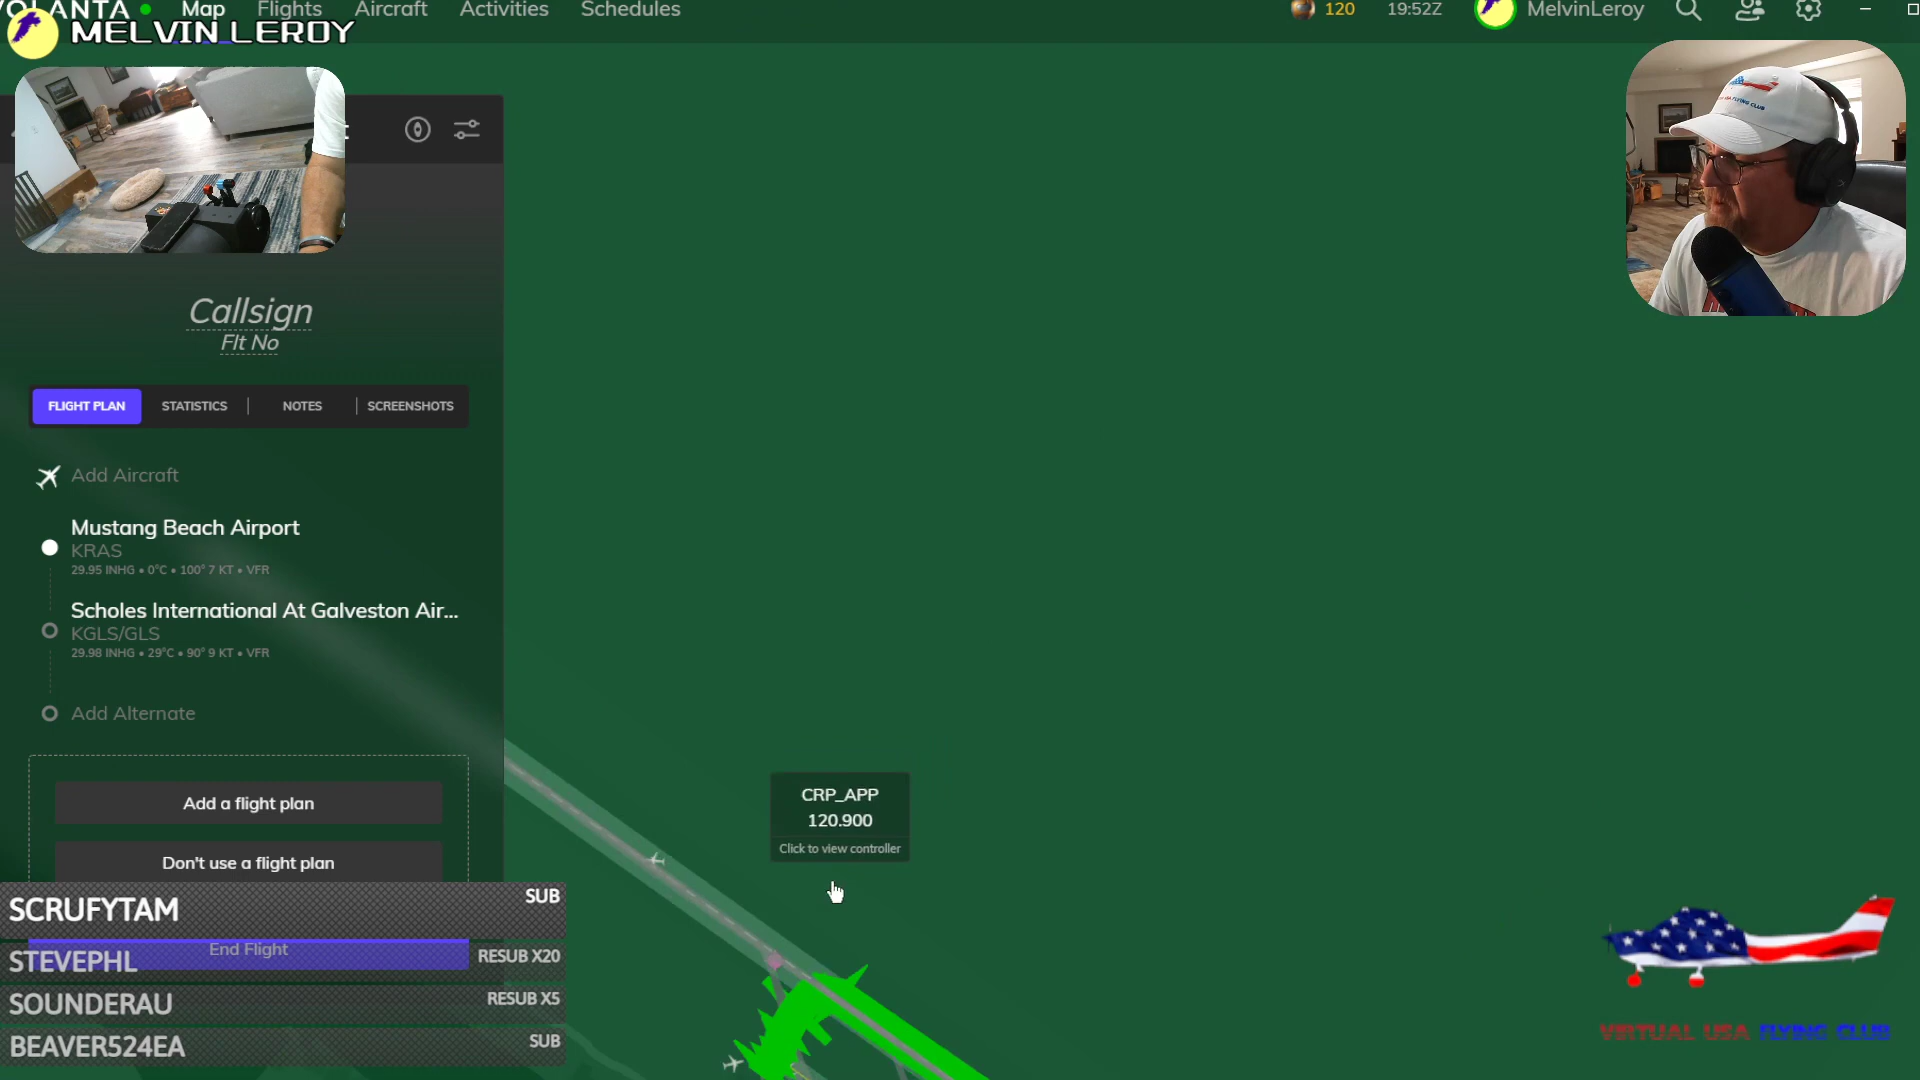 VOLANTA
Map
Flights
Aircraft
Activities
Schedules
120
19:52Z
MelvinLeroy
MELVIN LEROY
Callsign
Flt No
FLIGHT PLAN
STATISTICS
NOTES
SCREENSHOTS
Add Aircraft
Mustang Beach Airport
KRAS
29.95 INHG • 0°C • 100° 7 KT • VFR
Scholes International At Galveston Air...
KGLS/GLS
29.98 INHG • 29°C • 90° 9 KT • VFR
Add Alternate
Add a flight plan
Don't use a flight plan
End Flight
CRP_APP
120.900
Click to view controller
SCRUFYTAM SUB
STEVEPHL RESUB X20
SOUNDERAU RESUB X5
BEAVER524EA SUB
VIRTUAL USA FLYING CLUB